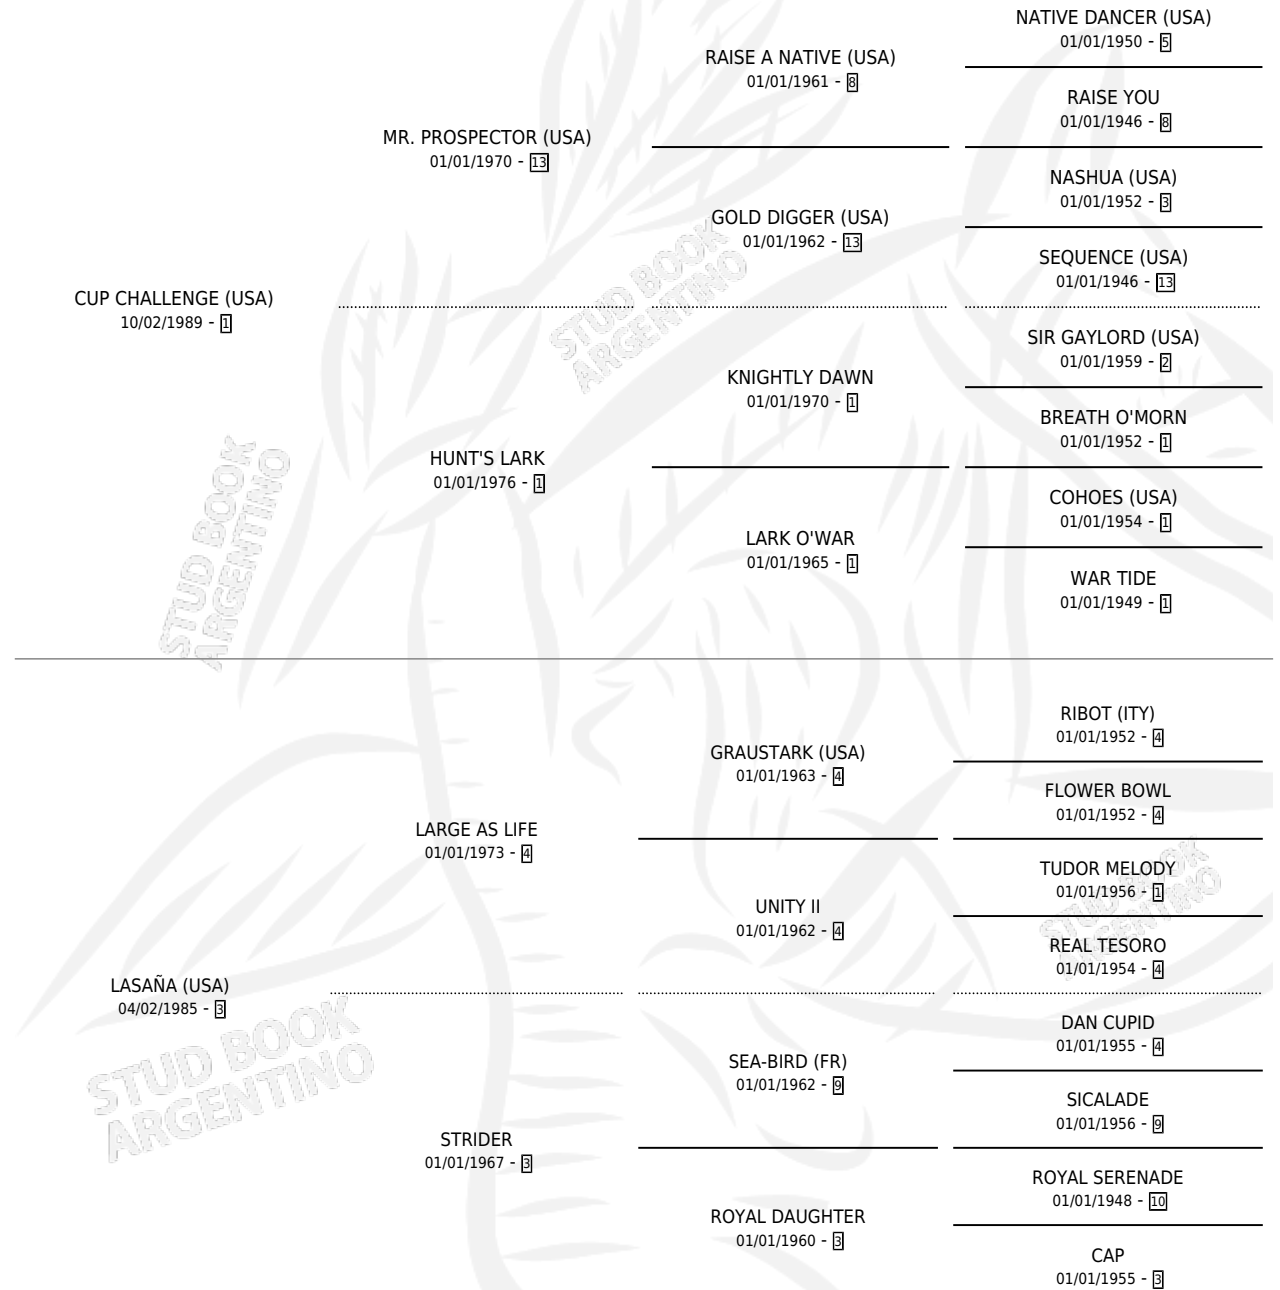 NATIVE DANCER (USA)
01/01/1950 - 5
RAISE A NATIVE (USA)
01/01/1961 - 8
RAISE YOU
01/01/1946 - 8
MR. PROSPECTOR (USA)
01/01/1970 - 13
NASHUA (USA)
01/01/1952 - 3
GOLD DIGGER (USA)
01/01/1962 - 13
SEQUENCE (USA)
01/01/1946 - 13
CUP CHALLENGE (USA)
10/02/1989 - 1
SIR GAYLORD (USA)
01/01/1959 - 2
KNIGHTLY DAWN
01/01/1970 - 1
BREATH O'MORN
01/01/1952 - 1
HUNT'S LARK
01/01/1976 - 1
COHOES (USA)
01/01/1954 - 1
LARK O'WAR
01/01/1965 - 1
WAR TIDE
01/01/1949 - 1
RIBOT (ITY)
01/01/1952 - 4
GRAUSTARK (USA)
01/01/1963 - 4
FLOWER BOWL
01/01/1952 - 4
LARGE AS LIFE
01/01/1973 - 4
TUDOR MELODY
01/01/1956 - 1
UNITY II
01/01/1962 - 4
REAL TESORO
01/01/1954 - 4
LASAÑA (USA)
04/02/1985 - 3
DAN CUPID
01/01/1955 - 4
SEA-BIRD (FR)
01/01/1962 - 9
SICALADE
01/01/1956 - 9
STRIDER
01/01/1967 - 3
ROYAL SERENADE
01/01/1948 - 10
ROYAL DAUGHTER
01/01/1960 - 3
CAP
01/01/1955 - 3
STUD BOOK
ARGENTINO
STUD BOOK
ARGENTINO
STUD BOOK
ARGENTINO
STUD BOOK
ARGENTINO